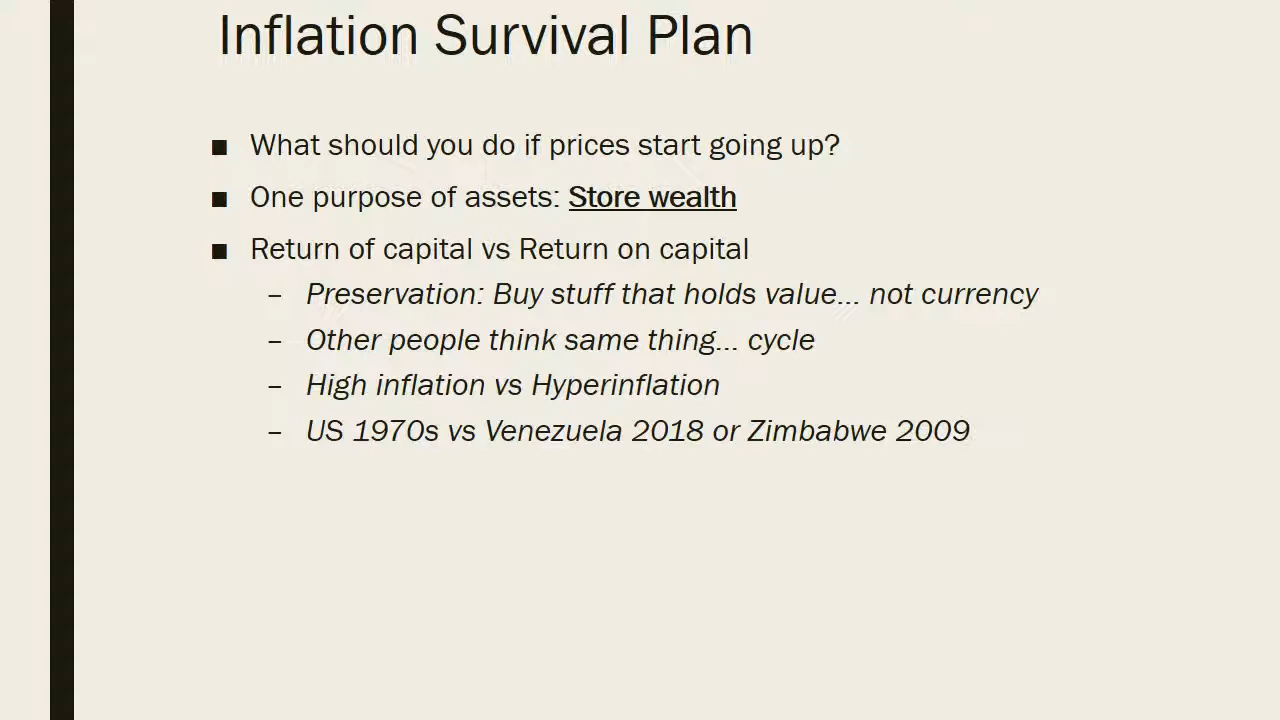 Inflation Survival Plan
■ What should you do if prices start going up?
■ One purpose of assets: Store wealth
■ Return of capital vs Return on capital
– Preservation: Buy stuff that holds value... not currency
– Other people think same thing... cycle
– High inflation vs Hyperinflation
– US 1970s vs Venezuela 2018 or Zimbabwe 2009